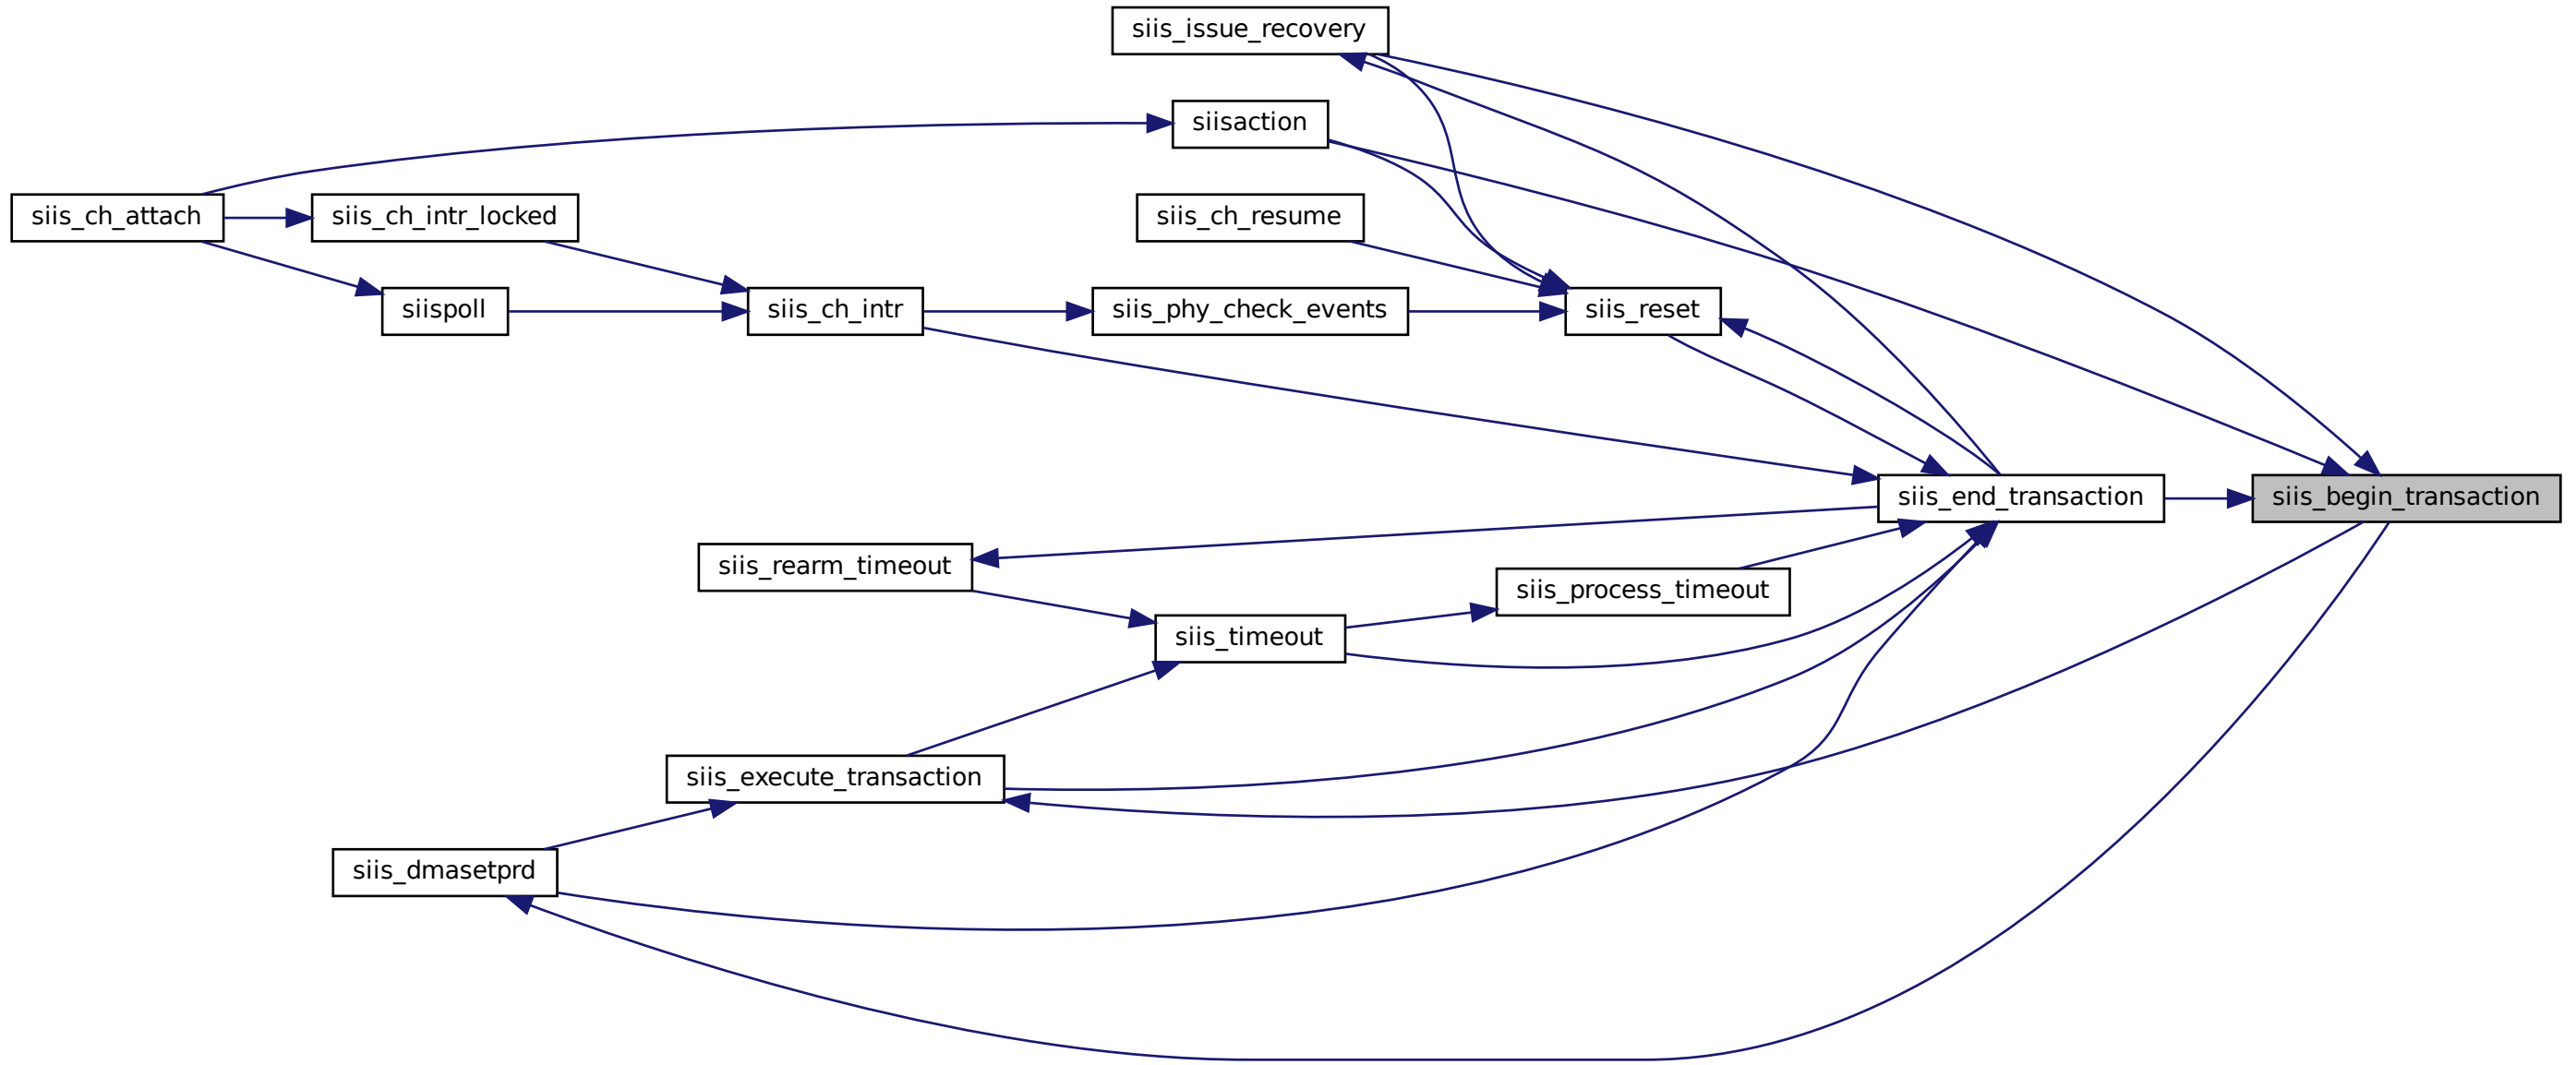 siis_issue_recovery
siisaction
siis_ch_attach
siis_ch_intr_locked
siis_ch_resume
siispoll
siis_ch_intr
siis_phy_check_events
siis_reset
siis_end_transaction
siis_begin_transaction
siis_rearm_timeout
siis_process_timeout
siis_timeout
siis_execute_transaction
siis_dmasetprd